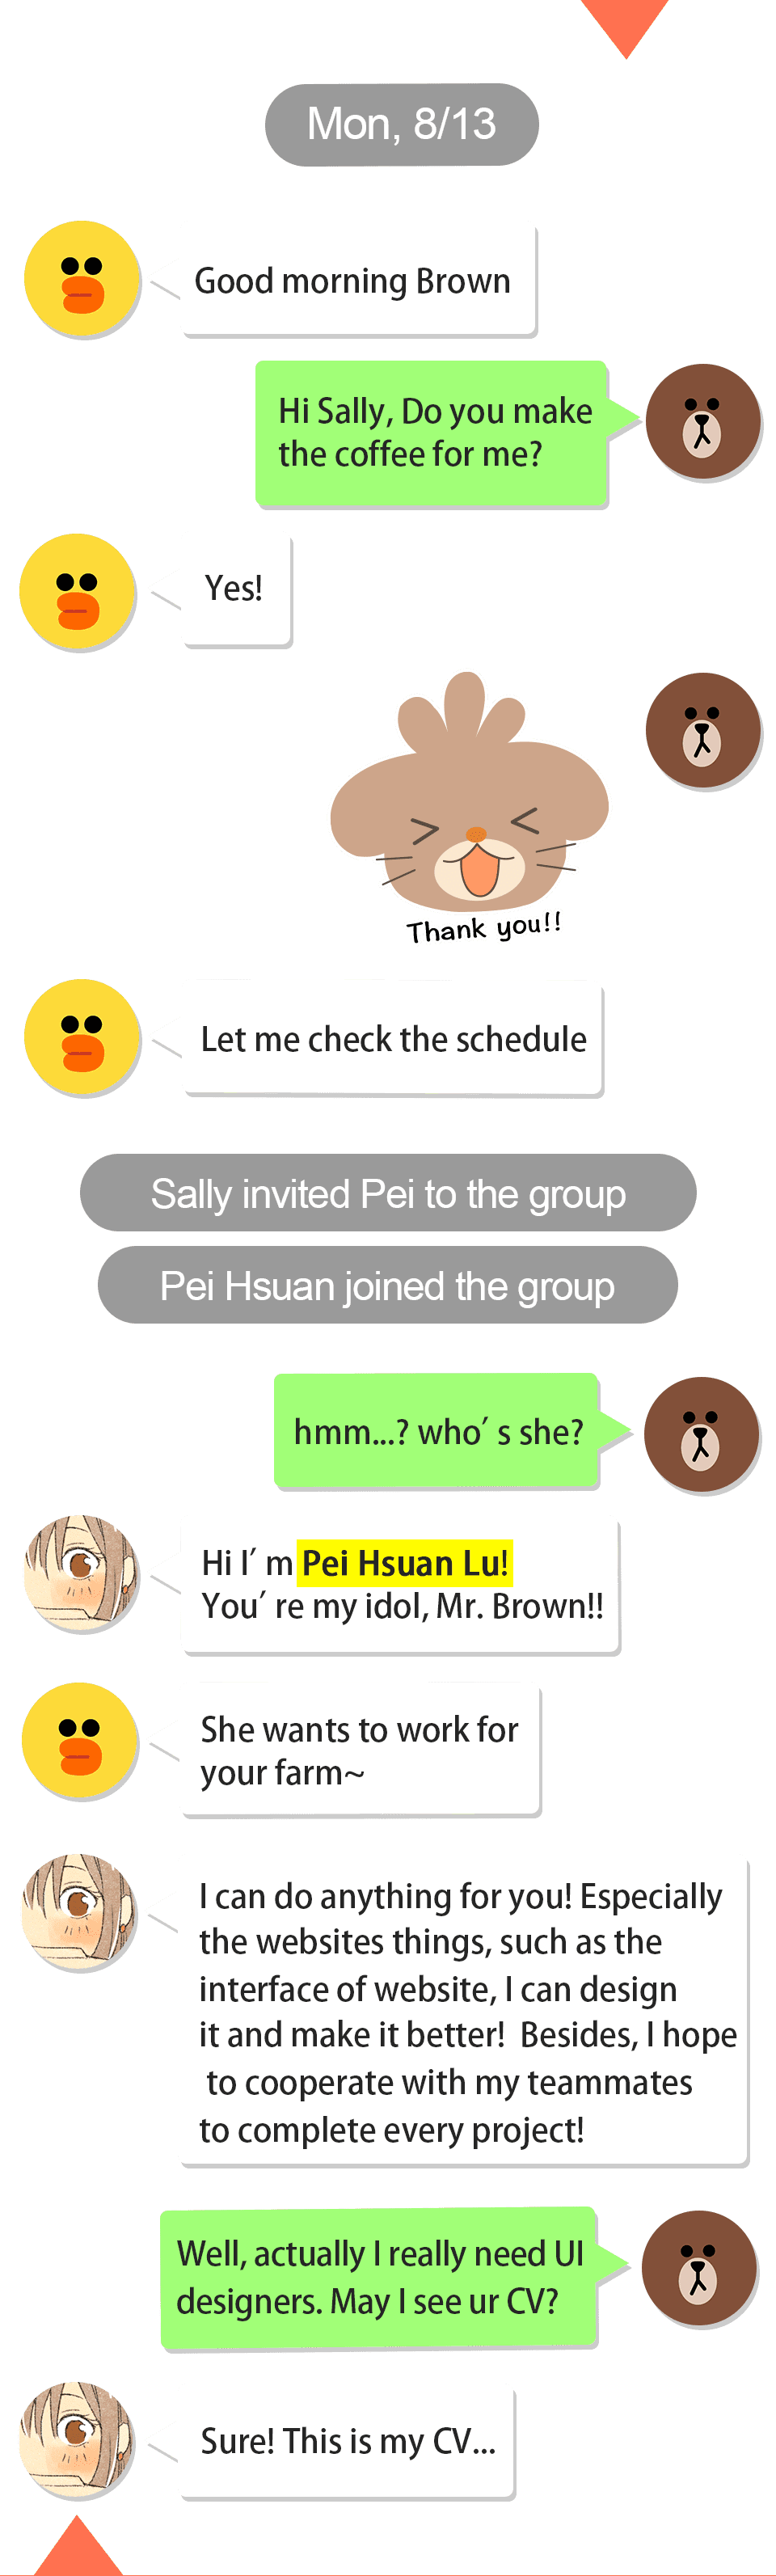 Mon, 8/13
Good morning Brown
Hi Sally, Do you make
the coffee for me?
Yes!
Thank you!!
Let me check the schedule
Sally invited Pei to the group
Pei Hsuan joined the group
hmm...? who′ s she?
Hi I′ m Pei Hsuan Lu!
You′ re my idol, Mr. Brown!!
She wants to work for
your farm~
I can do anything for you! Especially
the websites things, such as the
interface of website, I can design
it and make it better! Besides, I hope
to cooperate with my teammates
to complete every project!
Well, actually I really need UI
designers. May I see ur CV?
Sure! This is my CV...